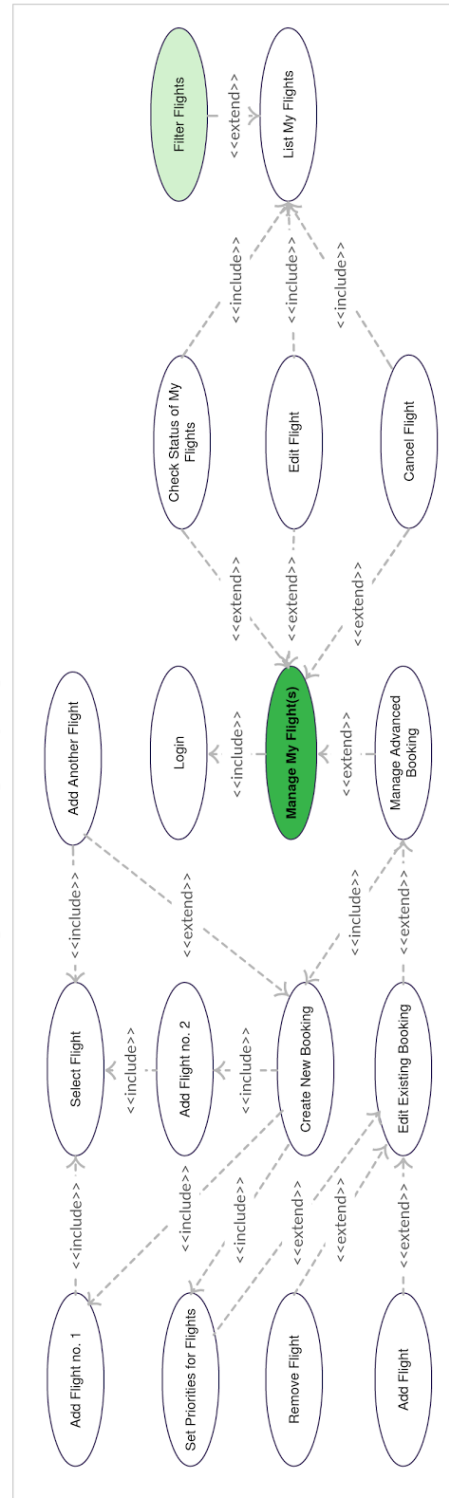 Add Flight no. 1
<<include>>
Select Flight
<<include>>
Add Another Flight
<<include>>
<<extend>>
Set Priorities for Flights
<<include>>
Add Flight no. 2
Login
Check Status of My
Flights
Filter Flights
<<include>>
<<include>>
<<include>>
<<extend>>
<<include>>
<<extend>>
Remove Flight
<<extend>>
Create New Booking
Manage My Flight(s)
<<extend>>
Edit Flight
<<include>>
List My Flights
<<extend>>
<<include>>
<<extend>>
<<extend>>
<<include>>
Add Flight
<<extend>>
Edit Existing Booking
<<extend>>
Manage Advanced
Booking
Cancel Flight